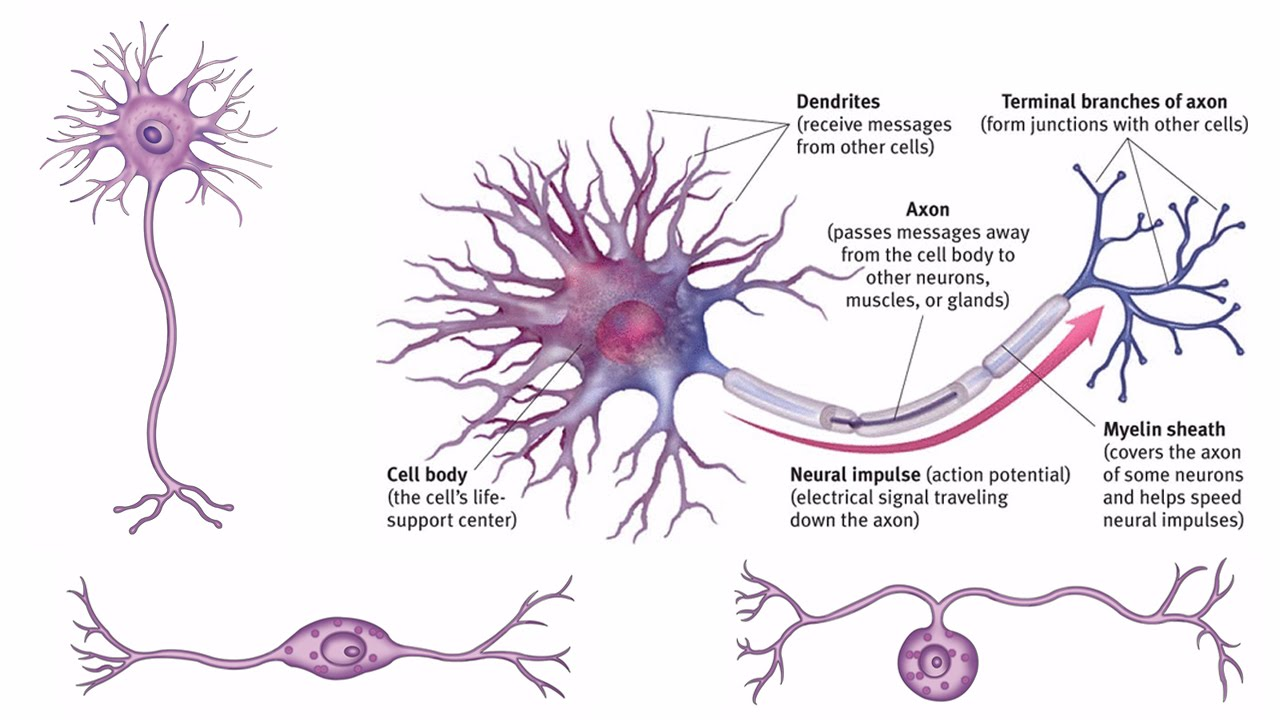 Dendrites
(receive messages
from other cells)
Terminal branches of axon
(form junctions with other cells)
Axon
(passes messages away
from the cell body to
other neurons,
muscles, or glands)
Cell body
(the cell’s life-
support center)
Neural impulse (action potential)
(electrical signal traveling
down the axon)
Myelin sheath
(covers the axon
of some neurons
and helps speed
neural impulses)